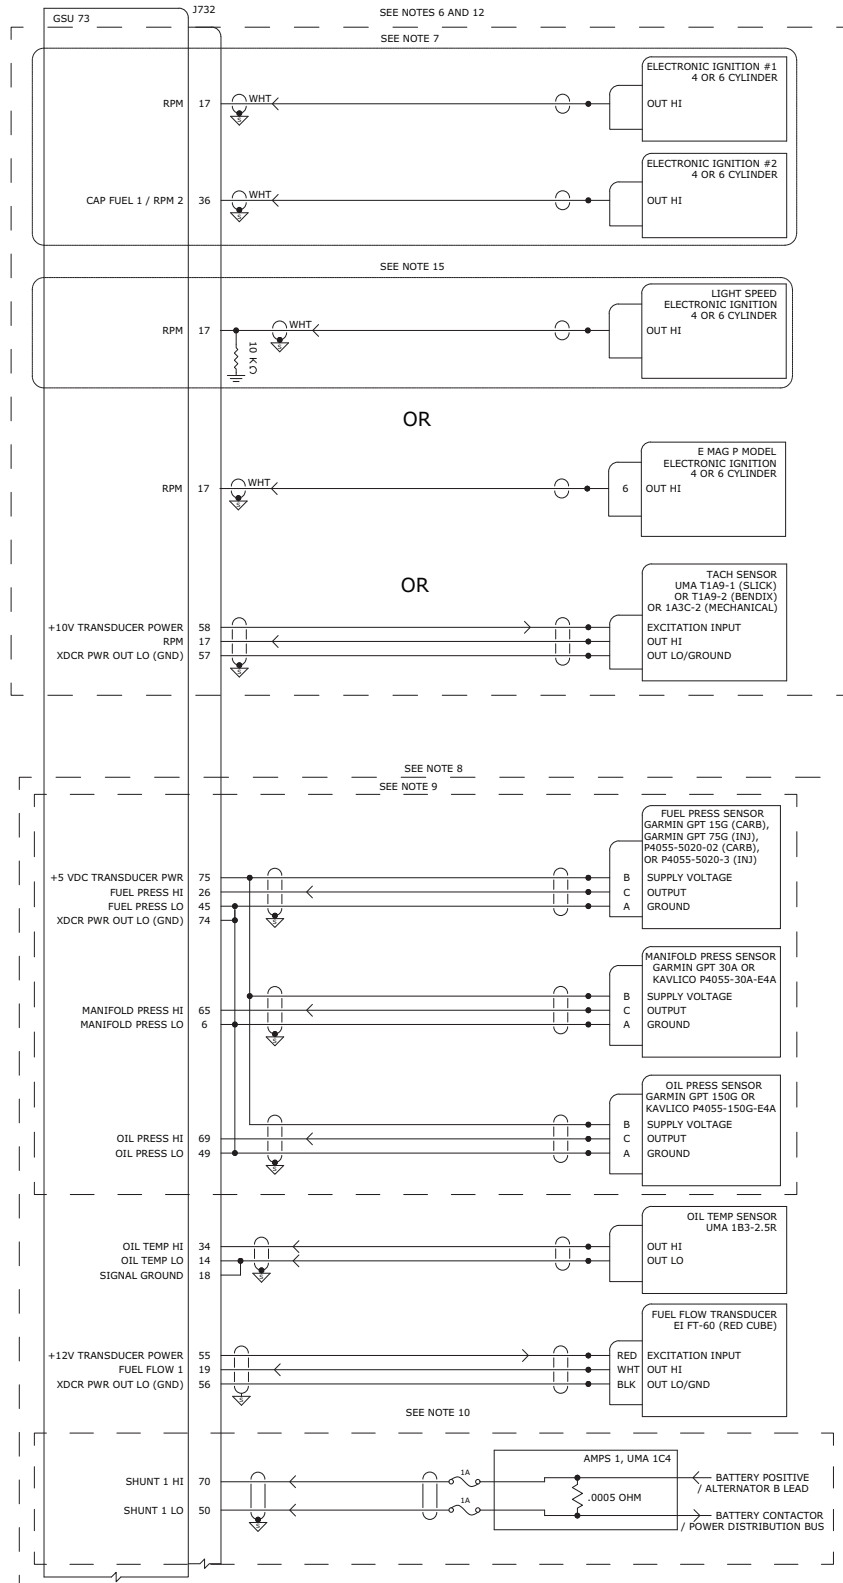 GSU 73
J732
SEE NOTES 6 AND 12
SEE NOTE 7
ELECTRONIC IGNITION #1
4 OR 6 CYLINDER
RPM 17 WHT OUT HI
ELECTRONIC IGNITION #2
4 OR 6 CYLINDER
CAP FUEL 1 / RPM 2 36 WHT OUT HI
SEE NOTE 15
LIGHT SPEED
ELECTRONIC IGNITION
4 OR 6 CYLINDER
RPM 17 WHT OUT HI
10 KΩ
OR
E MAG P MODEL
ELECTRONIC IGNITION
4 OR 6 CYLINDER
RPM 17 WHT 6 OUT HI
OR
TACH SENSOR
UMA T1A9-1 (SLICK)
OR T1A9-2 (BENDIX)
OR 1A3C-2 (MECHANICAL)
+10V TRANSDUCER POWER 58 EXCITATION INPUT
RPM 17 OUT HI
XDCR PWR OUT LO (GND) 57 OUT LO/GROUND
SEE NOTE 8
SEE NOTE 9
FUEL PRESS SENSOR
GARMIN GPT 15G (CARB),
GARMIN GPT 75G (INJ),
P4055-5020-02 (CARB),
OR P4055-5020-3 (INJ)
+5 VDC TRANSDUCER PWR 75 B SUPPLY VOLTAGE
FUEL PRESS HI 26 C OUTPUT
FUEL PRESS LO 45 A GROUND
XDCR PWR OUT LO (GND) 74
MANIFOLD PRESS SENSOR
GARMIN GPT 30A OR
KAVLICO P4055-30A-E4A
B SUPPLY VOLTAGE
MANIFOLD PRESS HI 65 C OUTPUT
MANIFOLD PRESS LO 6 A GROUND
OIL PRESS SENSOR
GARMIN GPT 150G OR
KAVLICO P4055-150G-E4A
B SUPPLY VOLTAGE
OIL PRESS HI 69 C OUTPUT
OIL PRESS LO 49 A GROUND
OIL TEMP SENSOR
UMA 1B3-2.5R
OIL TEMP HI 34 OUT HI
OIL TEMP LO 14 OUT LO
SIGNAL GROUND 18
FUEL FLOW TRANSDUCER
EI FT-60 (RED CUBE)
+12V TRANSDUCER POWER 55 RED EXCITATION INPUT
FUEL FLOW 1 19 WHT OUT HI
XDCR PWR OUT LO (GND) 56 BLK OUT LO/GND
SEE NOTE 10
AMPS 1, UMA 1C4
SHUNT 1 HI 70 1A BATTERY POSITIVE
/ ALTERNATOR B LEAD
.0005 OHM
SHUNT 1 LO 50 1A BATTERY CONTACTOR
/ POWER DISTRIBUTION BUS